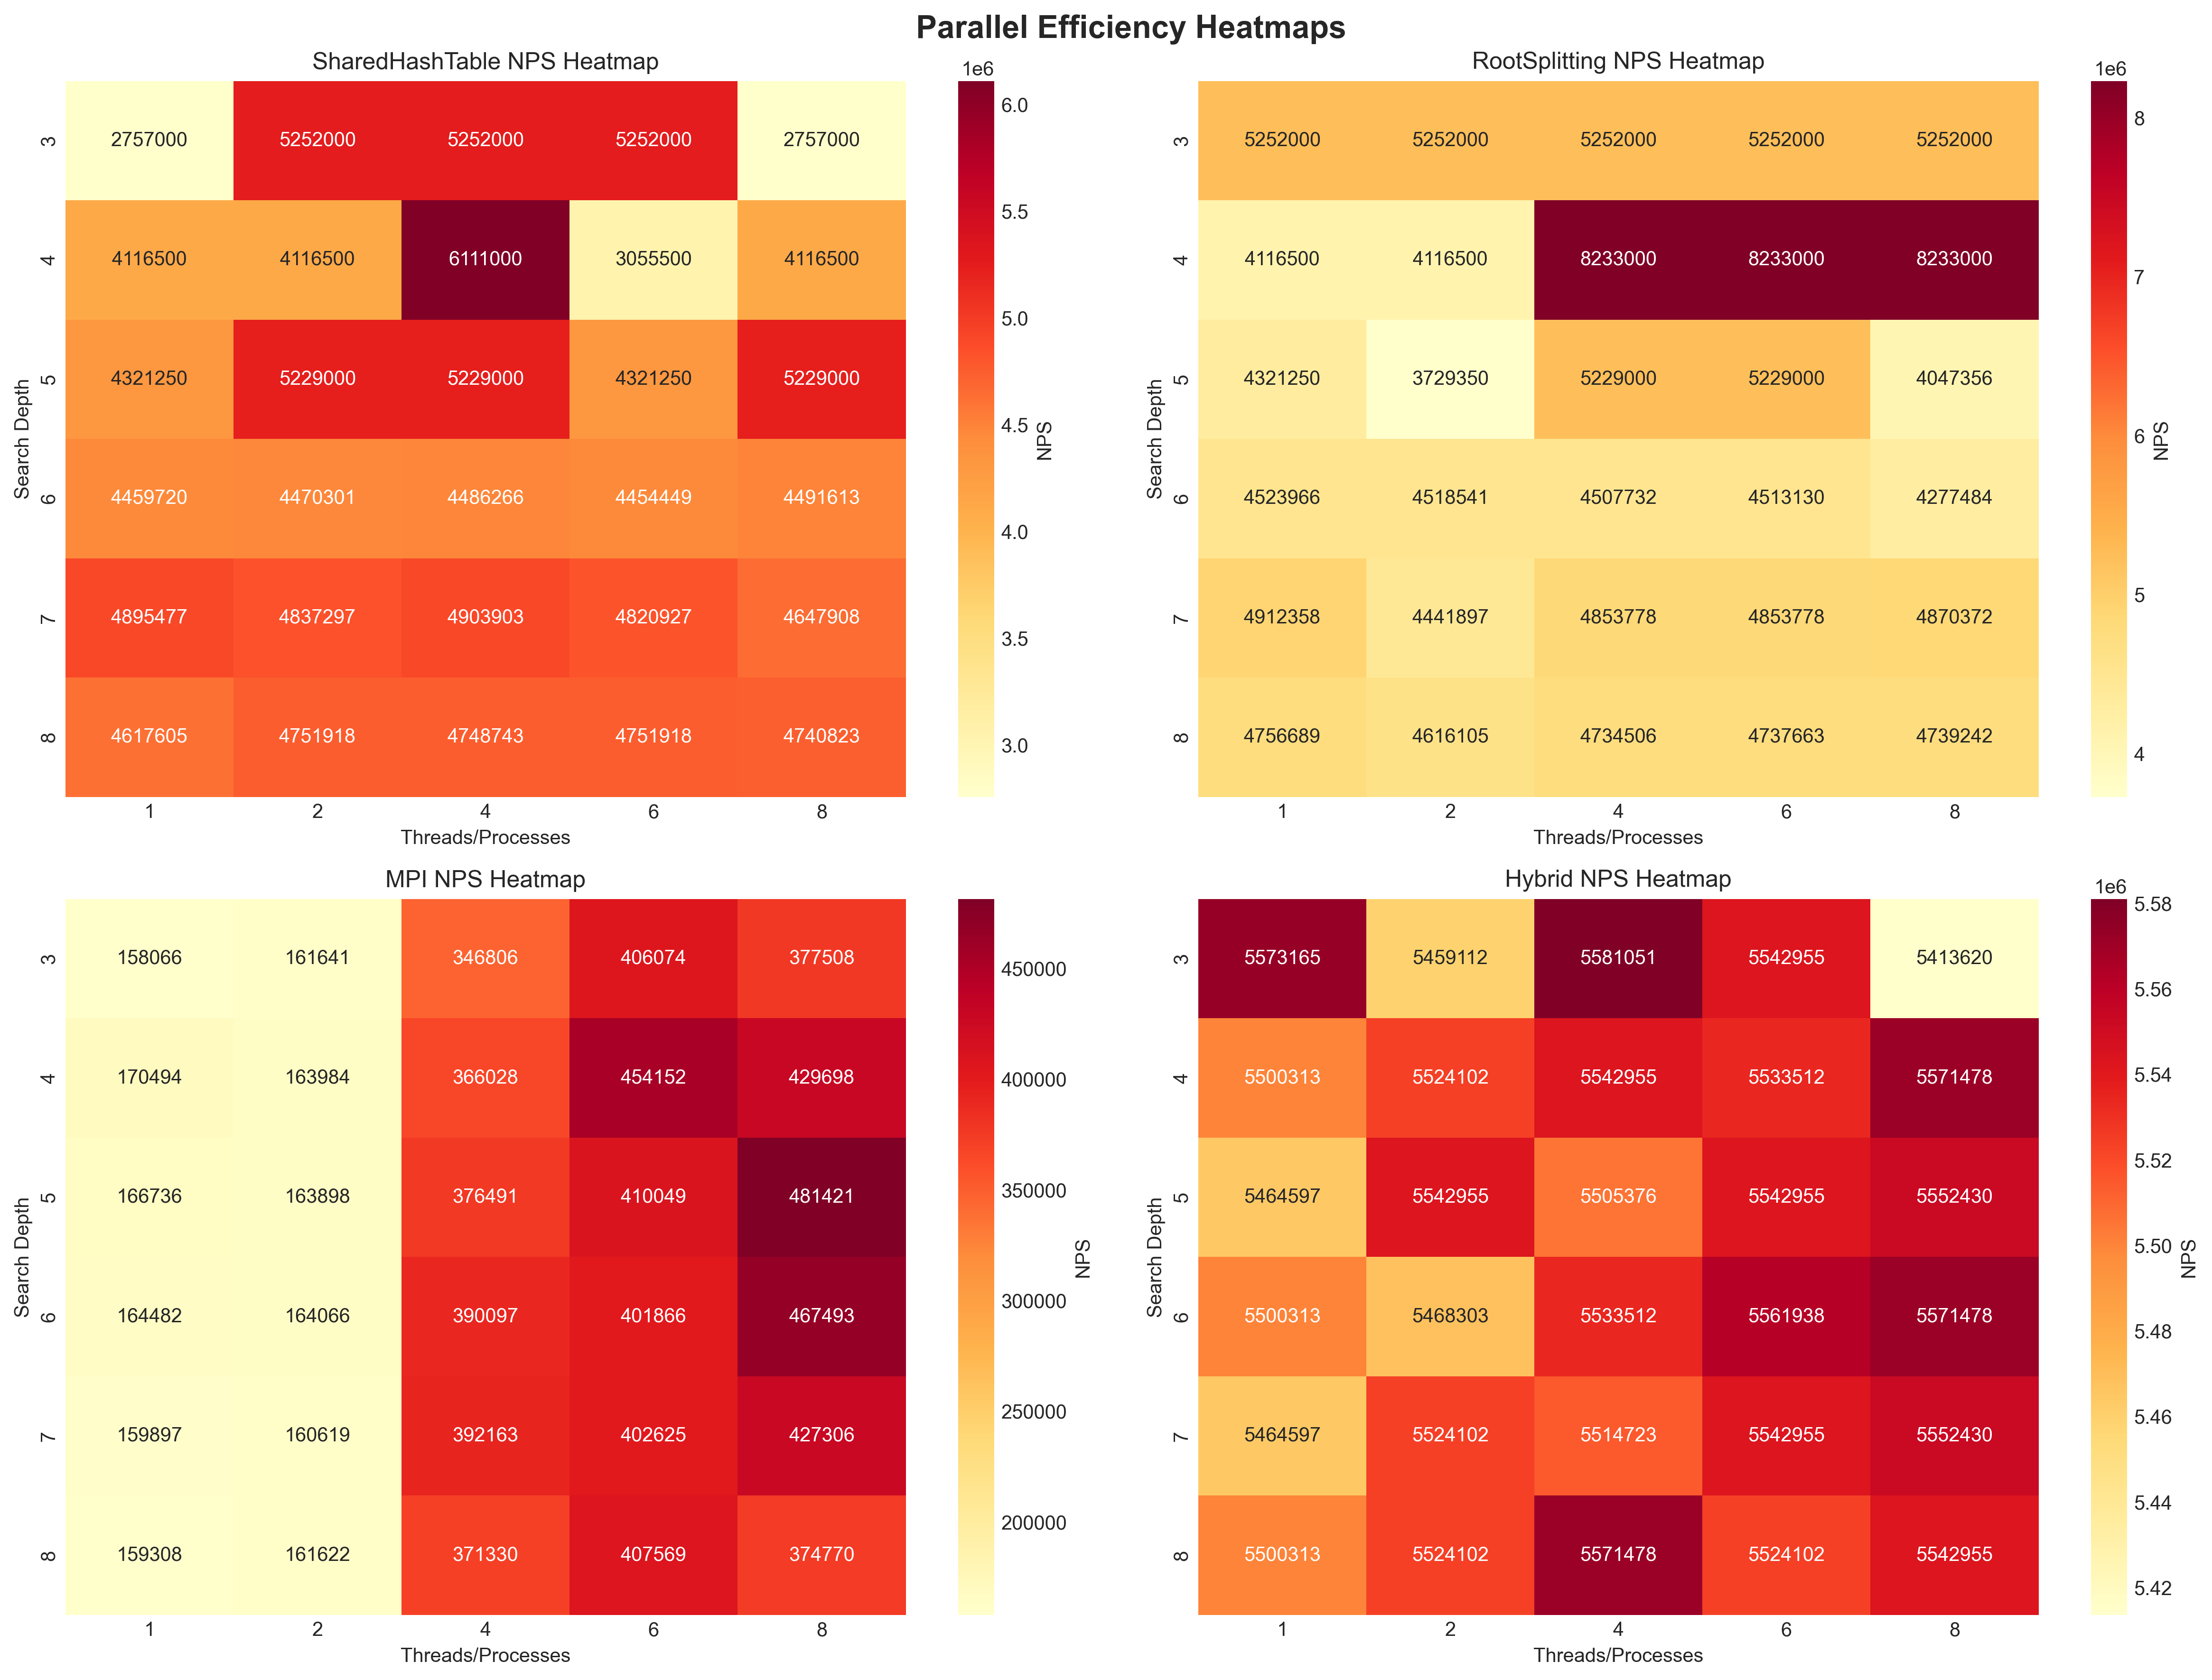 Parallel Efficiency Heatmaps
SharedHashTable NPS Heatmap
1e6
3 2757000 5252000 5252000 5252000 2757000
4 4116500 4116500 6111000 3055500 4116500
5 4321250 5229000 5229000 4321250 5229000
6 4459720 4470301 4486266 4454449 4491613
7 4895477 4837297 4903903 4820927 4647908
8 4617605 4751918 4748743 4751918 4740823
1 2 4 6 8
Threads/Processes
Search Depth
6.0
5.5
5.0
4.5
4.0
3.5
3.0
NPS
RootSplitting NPS Heatmap
1e6
3 5252000 5252000 5252000 5252000 5252000
4 4116500 4116500 8233000 8233000 8233000
5 4321250 3729350 5229000 5229000 4047356
6 4523966 4518541 4507732 4513130 4277484
7 4912358 4441897 4853778 4853778 4870372
8 4756689 4616105 4734506 4737663 4739242
1 2 4 6 8
Threads/Processes
Search Depth
8
7
6
5
4
NPS
MPI NPS Heatmap
3 158066 161641 346806 406074 377508
4 170494 163984 366028 454152 429698
5 166736 163898 376491 410049 481421
6 164482 164066 390097 401866 467493
7 159897 160619 392163 402625 427306
8 159308 161622 371330 407569 374770
1 2 4 6 8
Threads/Processes
Search Depth
450000
400000
350000
300000
250000
200000
NPS
Hybrid NPS Heatmap
1e6
3 5573165 5459112 5581051 5542955 5413620
4 5500313 5524102 5542955 5533512 5571478
5 5464597 5542955 5505376 5542955 5552430
6 5500313 5468303 5533512 5561938 5571478
7 5464597 5524102 5514723 5542955 5552430
8 5500313 5524102 5571478 5524102 5542955
1 2 4 6 8
Threads/Processes
Search Depth
5.58
5.56
5.54
5.52
5.50
5.48
5.46
5.44
5.42
NPS